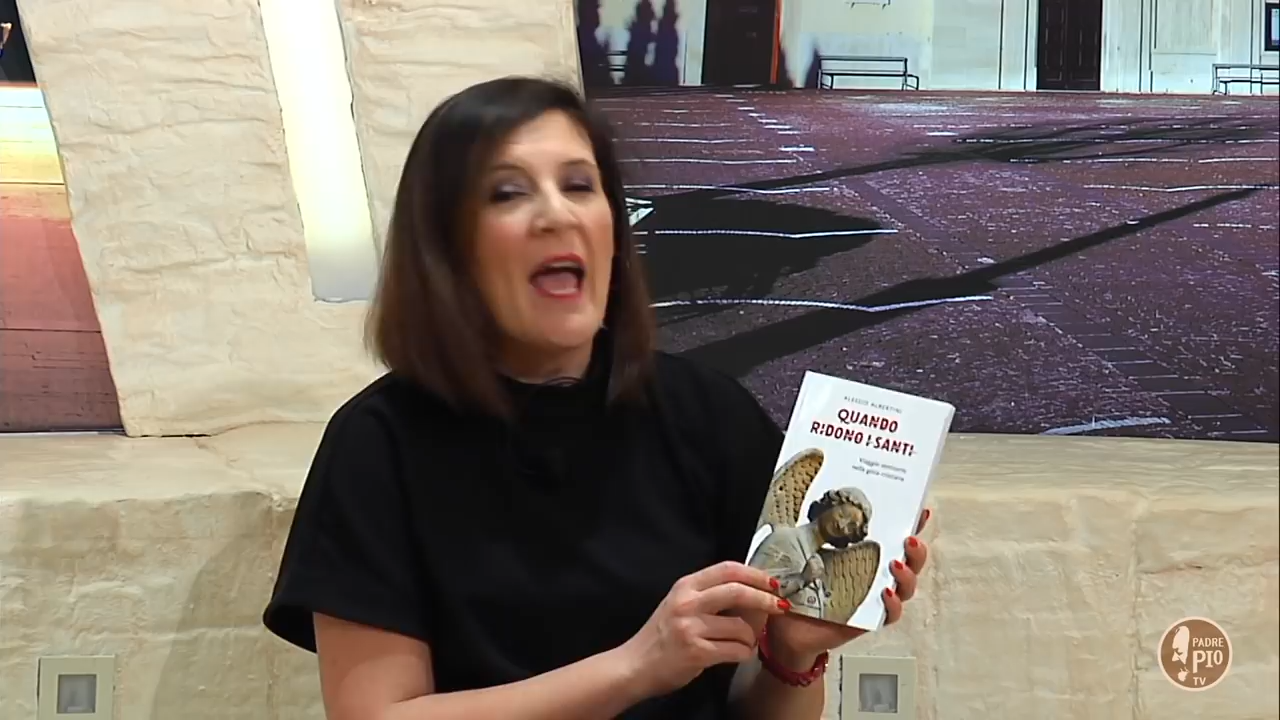 ALESSIO ALBERTINI
QUANDO
RIDONO I SANTI
Viaggio semiserio
nella gioia cristiana
PADRE
PIO
TV